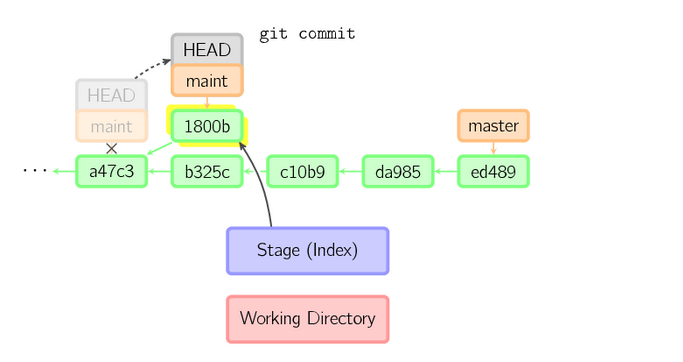 git commit
HEAD
maint
HEAD
maint
1800b
master
... a47c3 b325c c10b9 da985 ed489
Stage (Index)
Working Directory